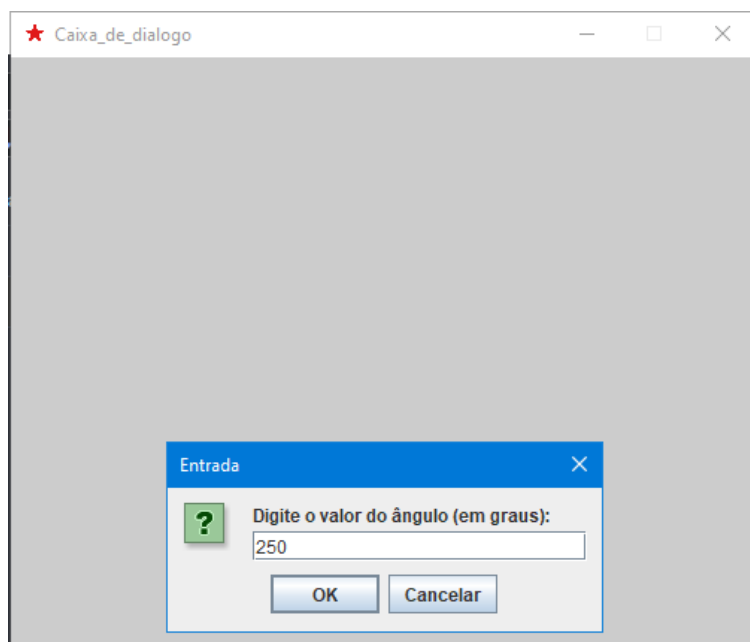 Caixa_de_dialogo
Entrada
?
Digite o valor do ângulo (em graus):
250
OK Cancelar